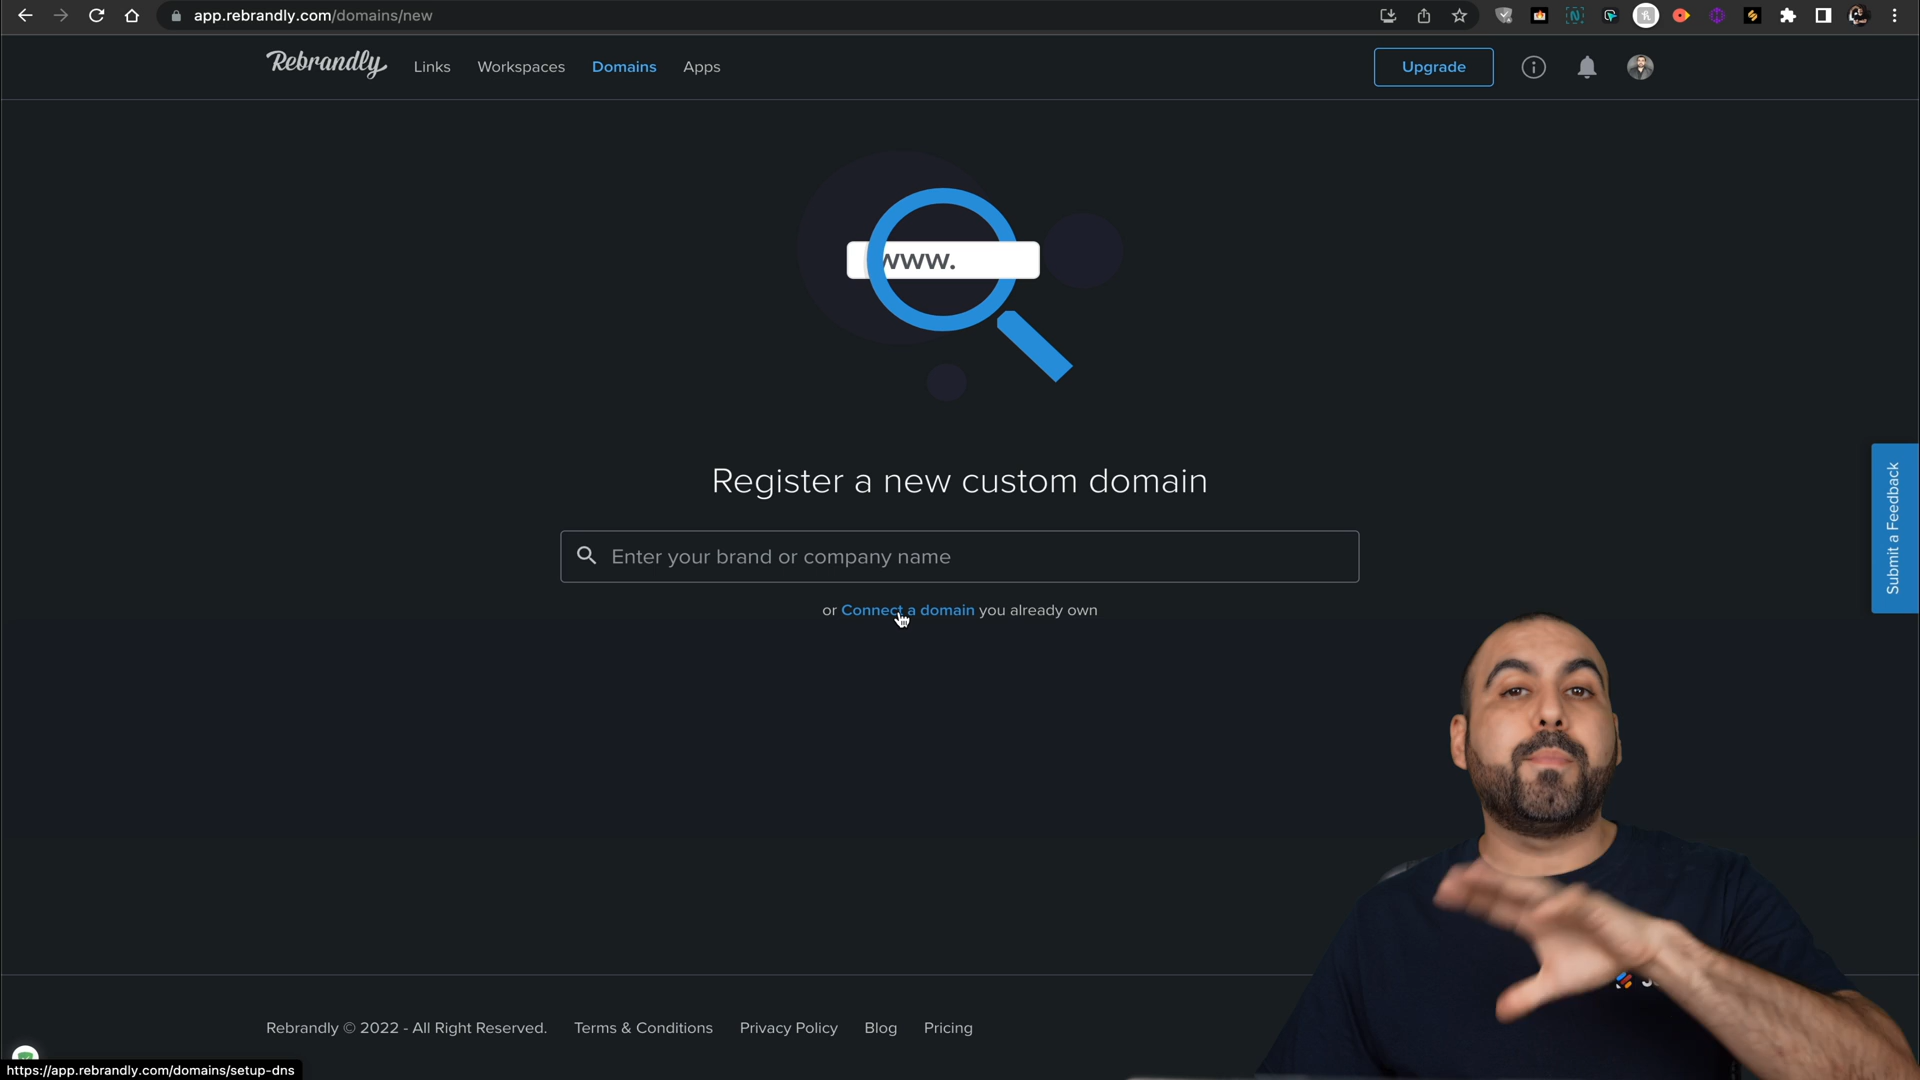 app.rebrandly.com/domains/new
Rebrandly Links Workspaces Domains Apps Upgrade
www.
Register a new custom domain
Enter your brand or company name
or Connect a domain you already own
Submit a Feedback
Rebrandly © 2022 - All Right Reserved. Terms & Conditions Privacy Policy Blog Pricing
https://app.rebrandly.com/domains/setup-dns